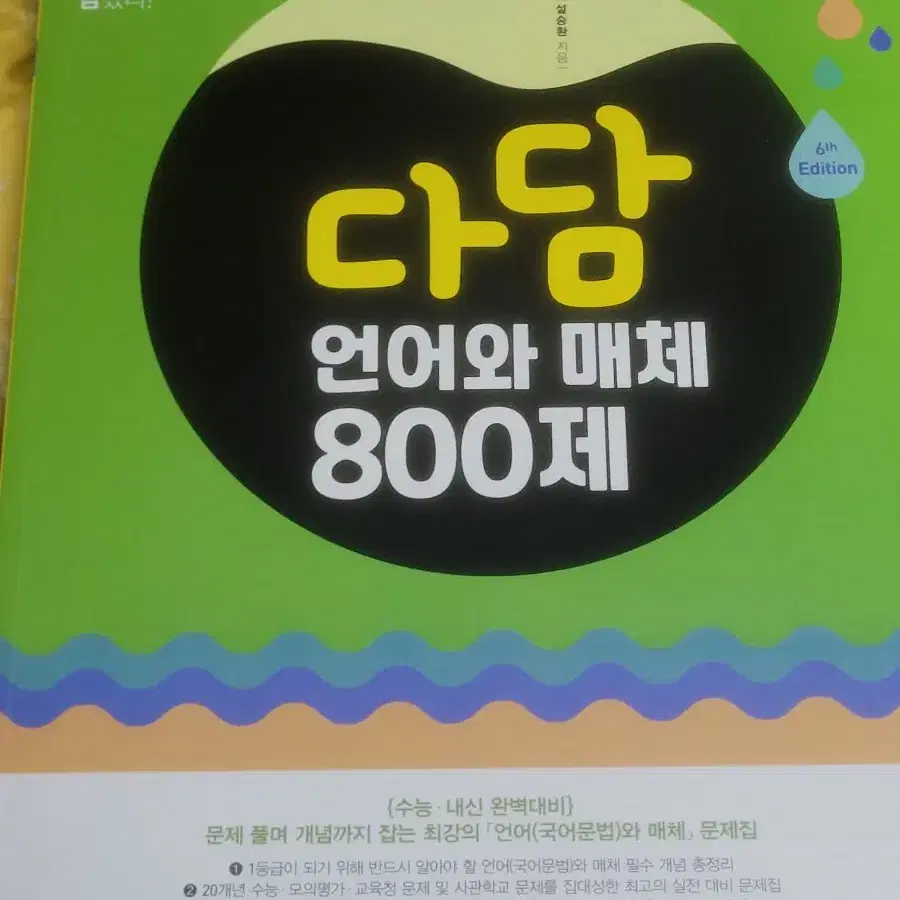 설승환 지음
6th
Edition
다담
언어와 매체
800제
{수능·내신 완벽대비}
문제 풀며 개념까지 잡는 최강의 「언어(국어문법)와 매체」 문제집
❶ 1등급이 되기 위해 반드시 알아야 할 언어(국어문법)와 매체 필수 개념 총정리
❷ 20개년 수능·모의평가·교육청 문제 및 사관학교 문제를 집대성한 최고의 실전 대비 문제집